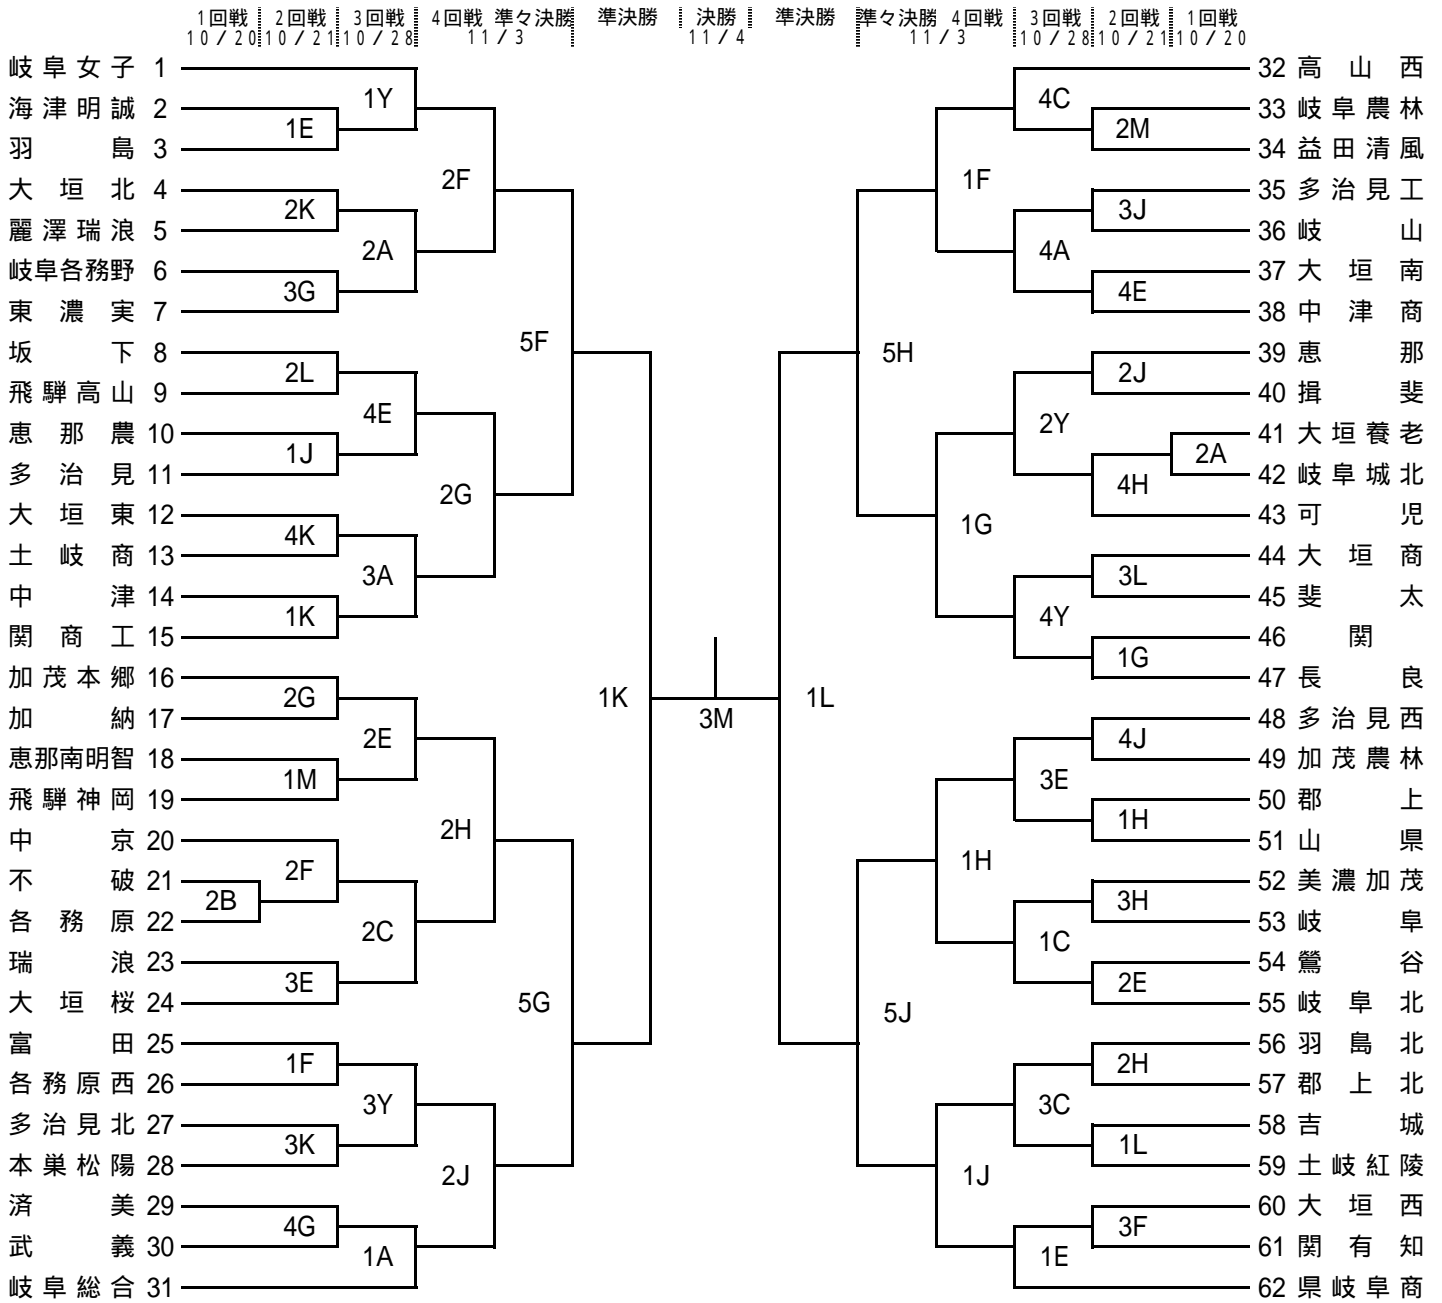 1回戦 2回戦 3回戦 4回戦 準々決勝 準決勝 決勝 準決勝 準々決勝 4回戦 3回戦 2回戦 1回戦
10/20 10/21 10/28 11/3 11/4 11/3 10/28 10/21 10/20
岐阜女子 1 32 高山西
1Y 4C
海津明誠 2 33 岐阜農林
1E 2M
羽島 3 34 益田清風
2F 1F
大垣北 4 35 多治見工
2K 3J
麗澤瑞浪 5 36 岐山
2A 4A
岐阜各務野 6 37 大垣南
3G 4E
東濃実 7 38 中津商
5F 5H
坂下 8 39 恵那
2L 2J
飛騨高山 9 40 揖斐
4E 2Y
恵那農 10 41 大垣養老
1J 2A
多治見 11 42 岐阜城北
2G 4H
大垣東 12 43 可児
4K 1G
土岐商 13 44 大垣商
3A 3L
中津 14 45 斐太
1K 4Y
関商工 15 46 関
1G
加茂本郷 16 47 長良
2G 1K 1L
加納 17 3M 48 多治見西
2E 4J
恵那南明智 18 49 加茂農林
1M 3E
飛騨神岡 19 50 郡上
2H 1H
中京 20 51 山県
2F 1H
不破 21 52 美濃加茂
2B 3H
各務原 22 53 岐阜
2C 1C
瑞浪 23 54 鶯谷
3E 2E
大垣桜 24 55 岐阜北
5G 5J
富田 25 56 羽島北
1F 2H
各務原西 26 57 郡上北
3Y 3C
多治見北 27 58 吉城
3K 1L
本巣松陽 28 59 土岐紅陵
2J 1J
済美 29 60 大垣西
4G 3F
武義 30 61 関有知
1A 1E
岐阜総合 31 62 県岐阜商